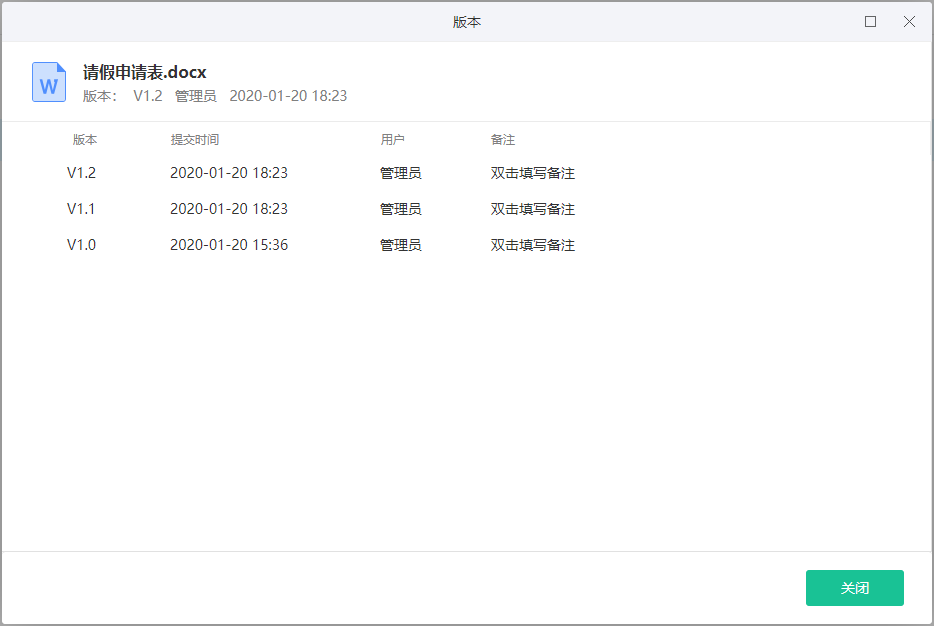 版本
请假申请表.docx
W
版本： V1.2 管理员 2020-01-20 18:23
版本 提交时间 用户 备注
V1.2 2020-01-20 18:23 管理员 双击填写备注
V1.1 2020-01-20 18:23 管理员 双击填写备注
V1.0 2020-01-20 15:36 管理员 双击填写备注
关闭